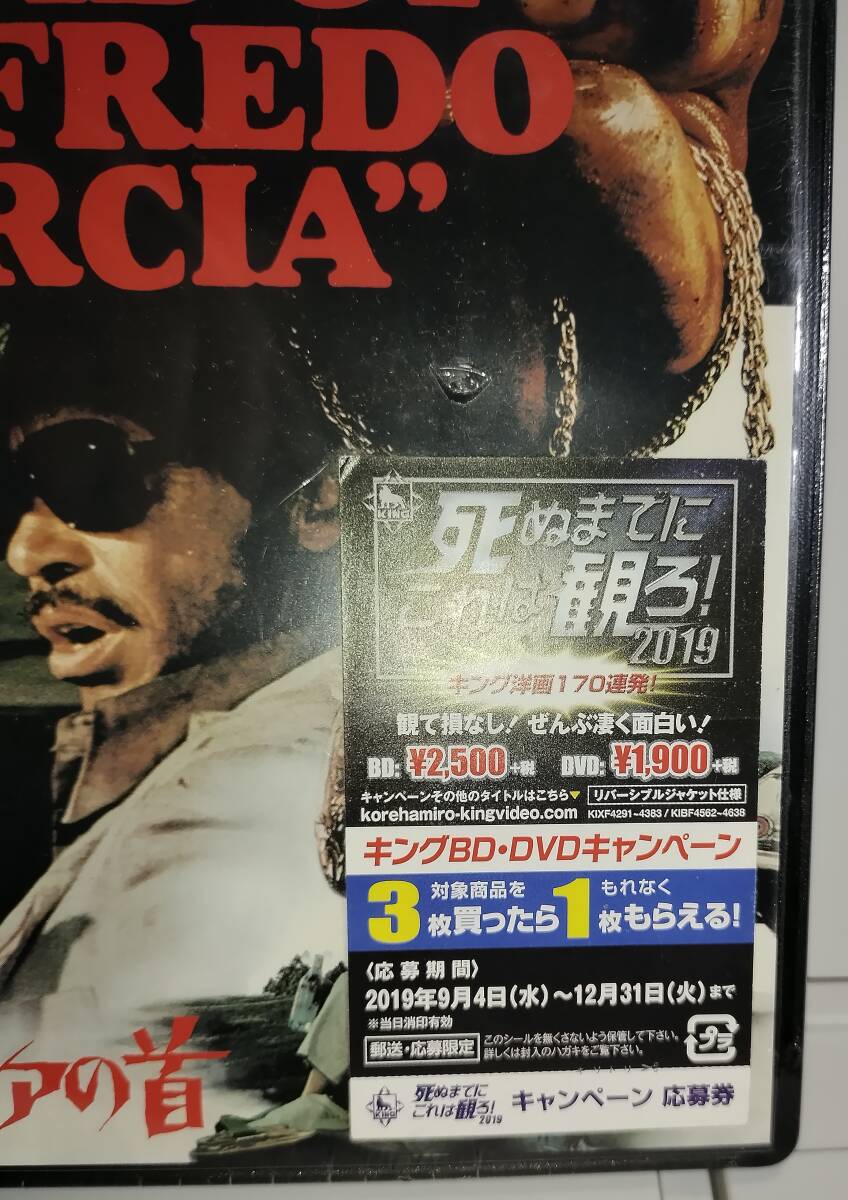 FREDO
RCIA”
KING
死ぬまでに
これは観ろ!
2019
キング洋画170連発!
観て損なし! ぜんぶ凄く面白い!
BD: ¥2,500+税 DVD: ¥1,900+税
キャンペーンその他のタイトルはこちら▼ リバーシブルジャケット仕様
korehamiro-kingvideo.com KIXF4291~4383 / KIBF4562~4638
キングBD・DVDキャンペーン
対象商品を もれなく
3枚買ったら1枚もらえる!
〈応募期間〉
2019年9月4日(水)~12月31日(火)まで
※当日消印有効
郵送・応募限定 このシールを無くさないよう保管して下さい。
詳しくは封入のハガキをご覧下さい。
プラ
KING 死ぬまでに
これは観ろ! 2019 キャンペーン 応募券
アの首